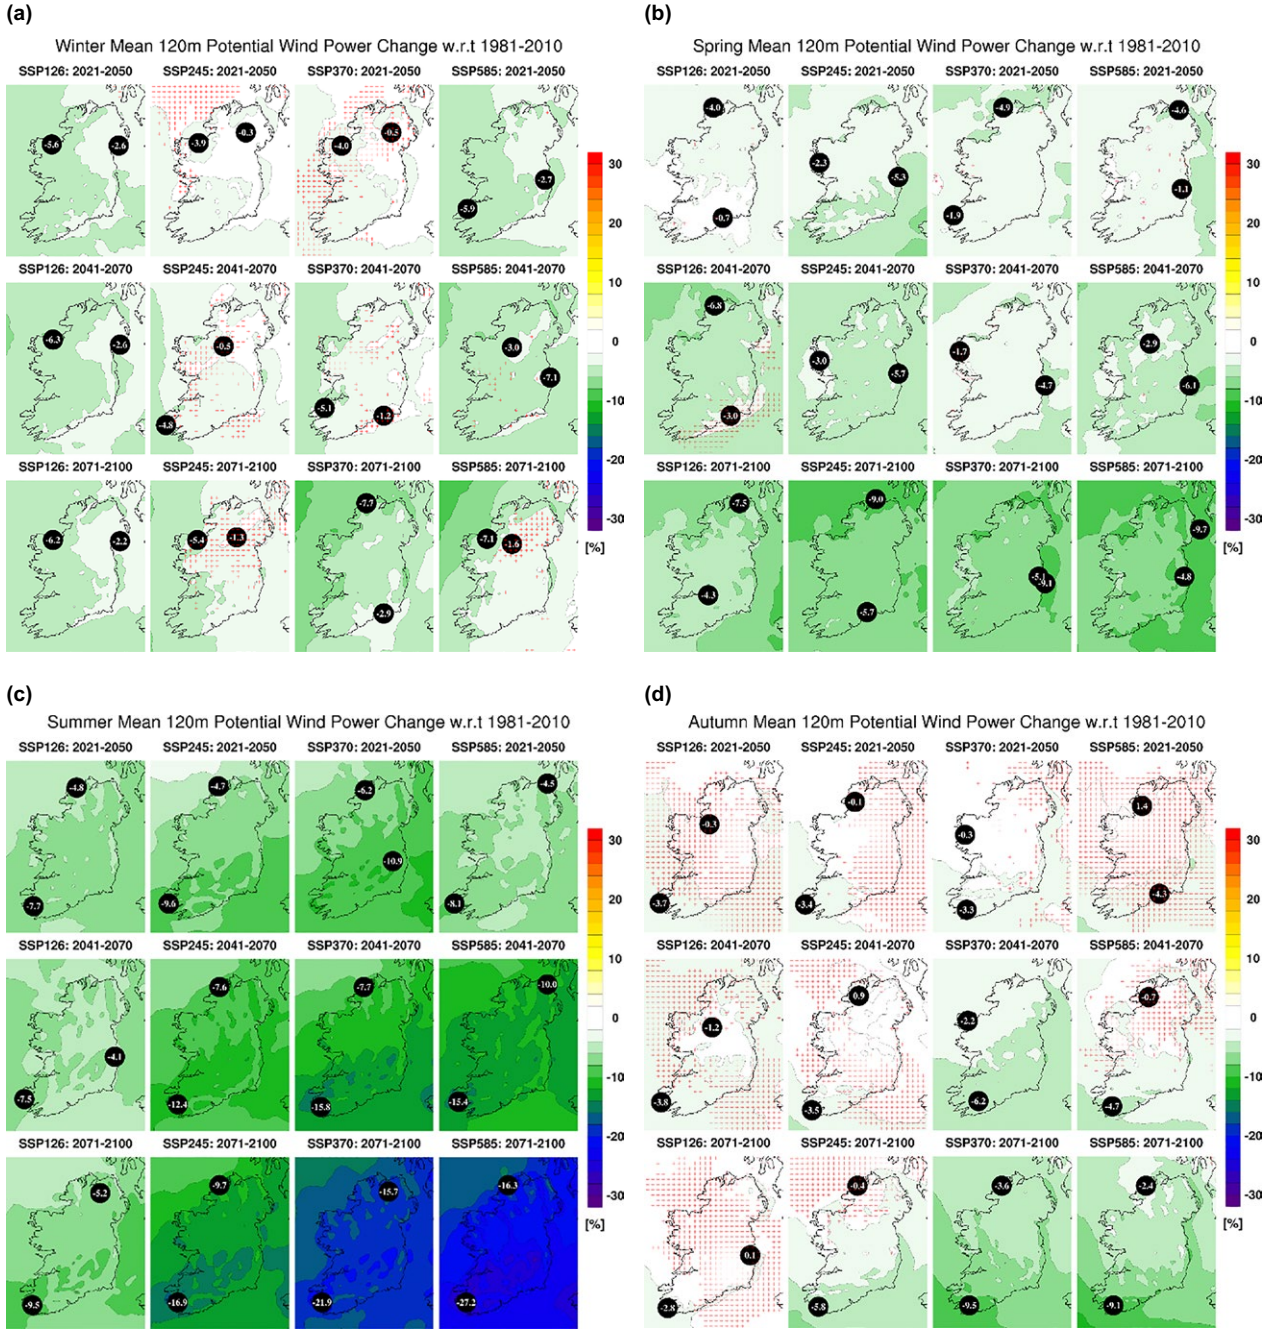 (a)
Winter Mean 120m Potential Wind Power Change w.r.t 1981-2010
SSP126: 2021-2050 SSP245: 2021-2050 SSP370: 2021-2050 SSP585: 2021-2050
-5.6 -2.6 -3.9 -0.3 -4.0 -0.5 -5.9 -2.7
SSP126: 2041-2070 SSP245: 2041-2070 SSP370: 2041-2070 SSP585: 2041-2070
-6.3 -2.6 -4.8 -0.5 -5.1 -1.2 -3.0 -7.1
SSP126: 2071-2100 SSP245: 2071-2100 SSP370: 2071-2100 SSP585: 2071-2100
-6.2 -2.2 -5.4 -1.3 -7.7 -2.9 -7.1 -1.6
30
20
10
0
-10
-20
-30
[%]
(b)
Spring Mean 120m Potential Wind Power Change w.r.t 1981-2010
SSP126: 2021-2050 SSP245: 2021-2050 SSP370: 2021-2050 SSP585: 2021-2050
-4.0 -0.7 -2.3 -5.3 -4.9 -1.9 -4.6 -1.1
SSP126: 2041-2070 SSP245: 2041-2070 SSP370: 2041-2070 SSP585: 2041-2070
-6.8 -3.0 -3.0 -5.7 -1.7 -4.7 -2.9 -6.1
SSP126: 2071-2100 SSP245: 2071-2100 SSP370: 2071-2100 SSP585: 2071-2100
-7.5 -4.3 -9.0 -5.7 -5.1 -9.1 -9.7 -4.8
30
20
10
0
-10
-20
-30
[%]
(c)
Summer Mean 120m Potential Wind Power Change w.r.t 1981-2010
SSP126: 2021-2050 SSP245: 2021-2050 SSP370: 2021-2050 SSP585: 2021-2050
-4.8 -7.7 -4.7 -9.6 -6.2 -10.9 -4.5 -8.1
SSP126: 2041-2070 SSP245: 2041-2070 SSP370: 2041-2070 SSP585: 2041-2070
-4.1 -7.5 -7.6 -12.4 -7.7 -15.8 -10.0 -15.4
SSP126: 2071-2100 SSP245: 2071-2100 SSP370: 2071-2100 SSP585: 2071-2100
-5.2 -9.5 -9.7 -16.9 -15.7 -21.9 -16.3 -27.2
30
20
10
0
-10
-20
-30
[%]
(d)
Autumn Mean 120m Potential Wind Power Change w.r.t 1981-2010
SSP126: 2021-2050 SSP245: 2021-2050 SSP370: 2021-2050 SSP585: 2021-2050
-0.3 -3.7 -0.1 -3.4 -0.3 -3.3 1.4 -4.3
SSP126: 2041-2070 SSP245: 2041-2070 SSP370: 2041-2070 SSP585: 2041-2070
-1.2 -3.8 0.9 -3.5 -2.2 -6.2 -0.7 -4.7
SSP126: 2071-2100 SSP245: 2071-2100 SSP370: 2071-2100 SSP585: 2071-2100
0.1 -2.8 -0.4 -5.8 -3.6 -9.5 -2.4 -9.1
30
20
10
0
-10
-20
-30
[%]